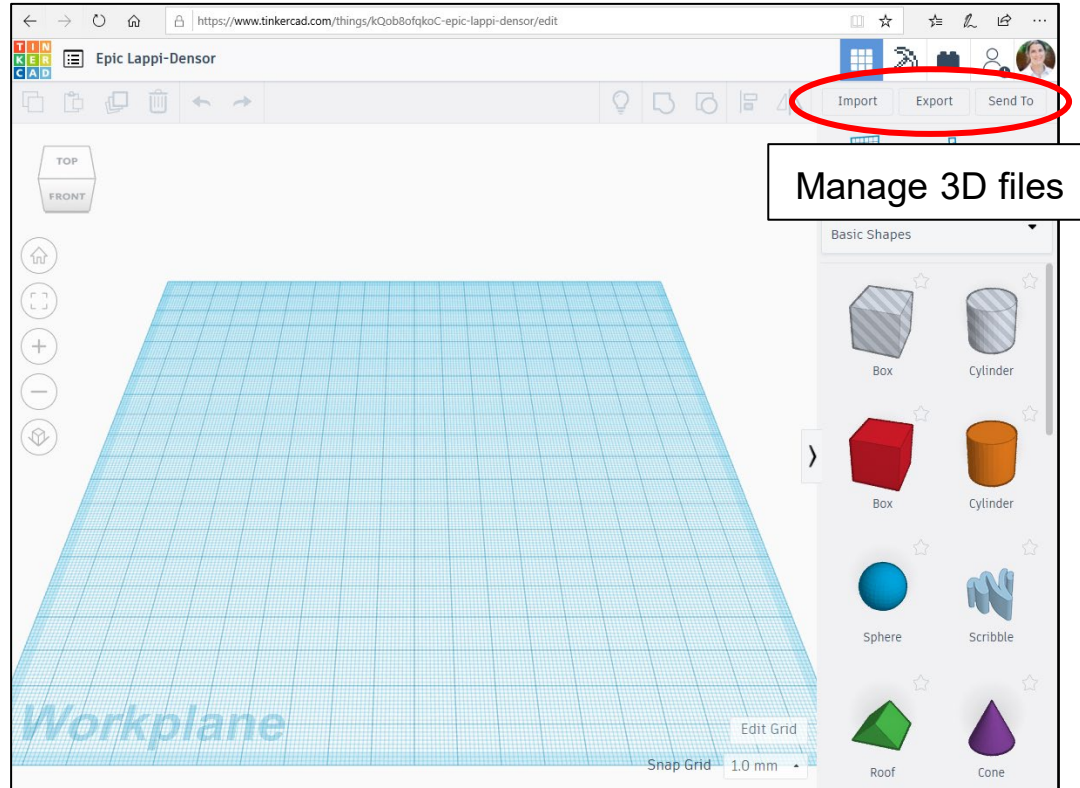 https://www.tinkercad.com/things/kQob8ofqkoC-epic-lappi-densor/edit
TIN
KER
CAD
Epic Lappi-Densor
Import Export Send To
TOP
FRONT
Manage 3D files
Basic Shapes
Box Cylinder
Box Cylinder
Sphere Scribble
Workplane
Edit Grid
Snap Grid 1.0 mm
Roof Cone